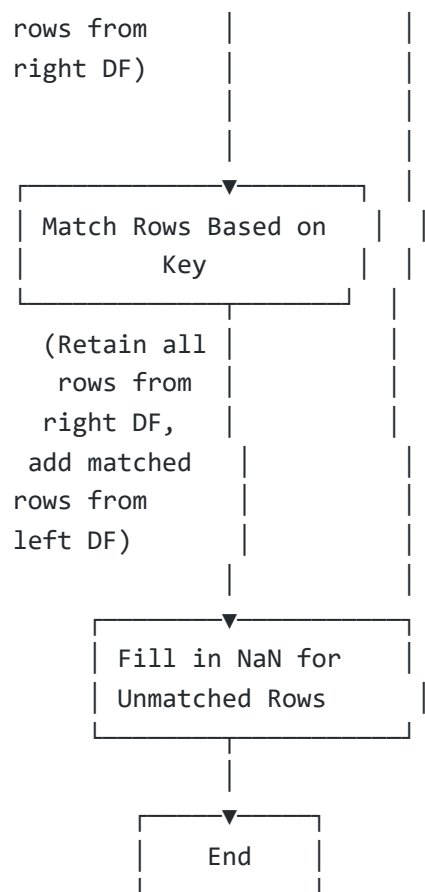 rows from
right DF)
Match Rows Based on
Key
(Retain all
rows from
right DF,
add matched
rows from
left DF)
Fill in NaN for
Unmatched Rows
End